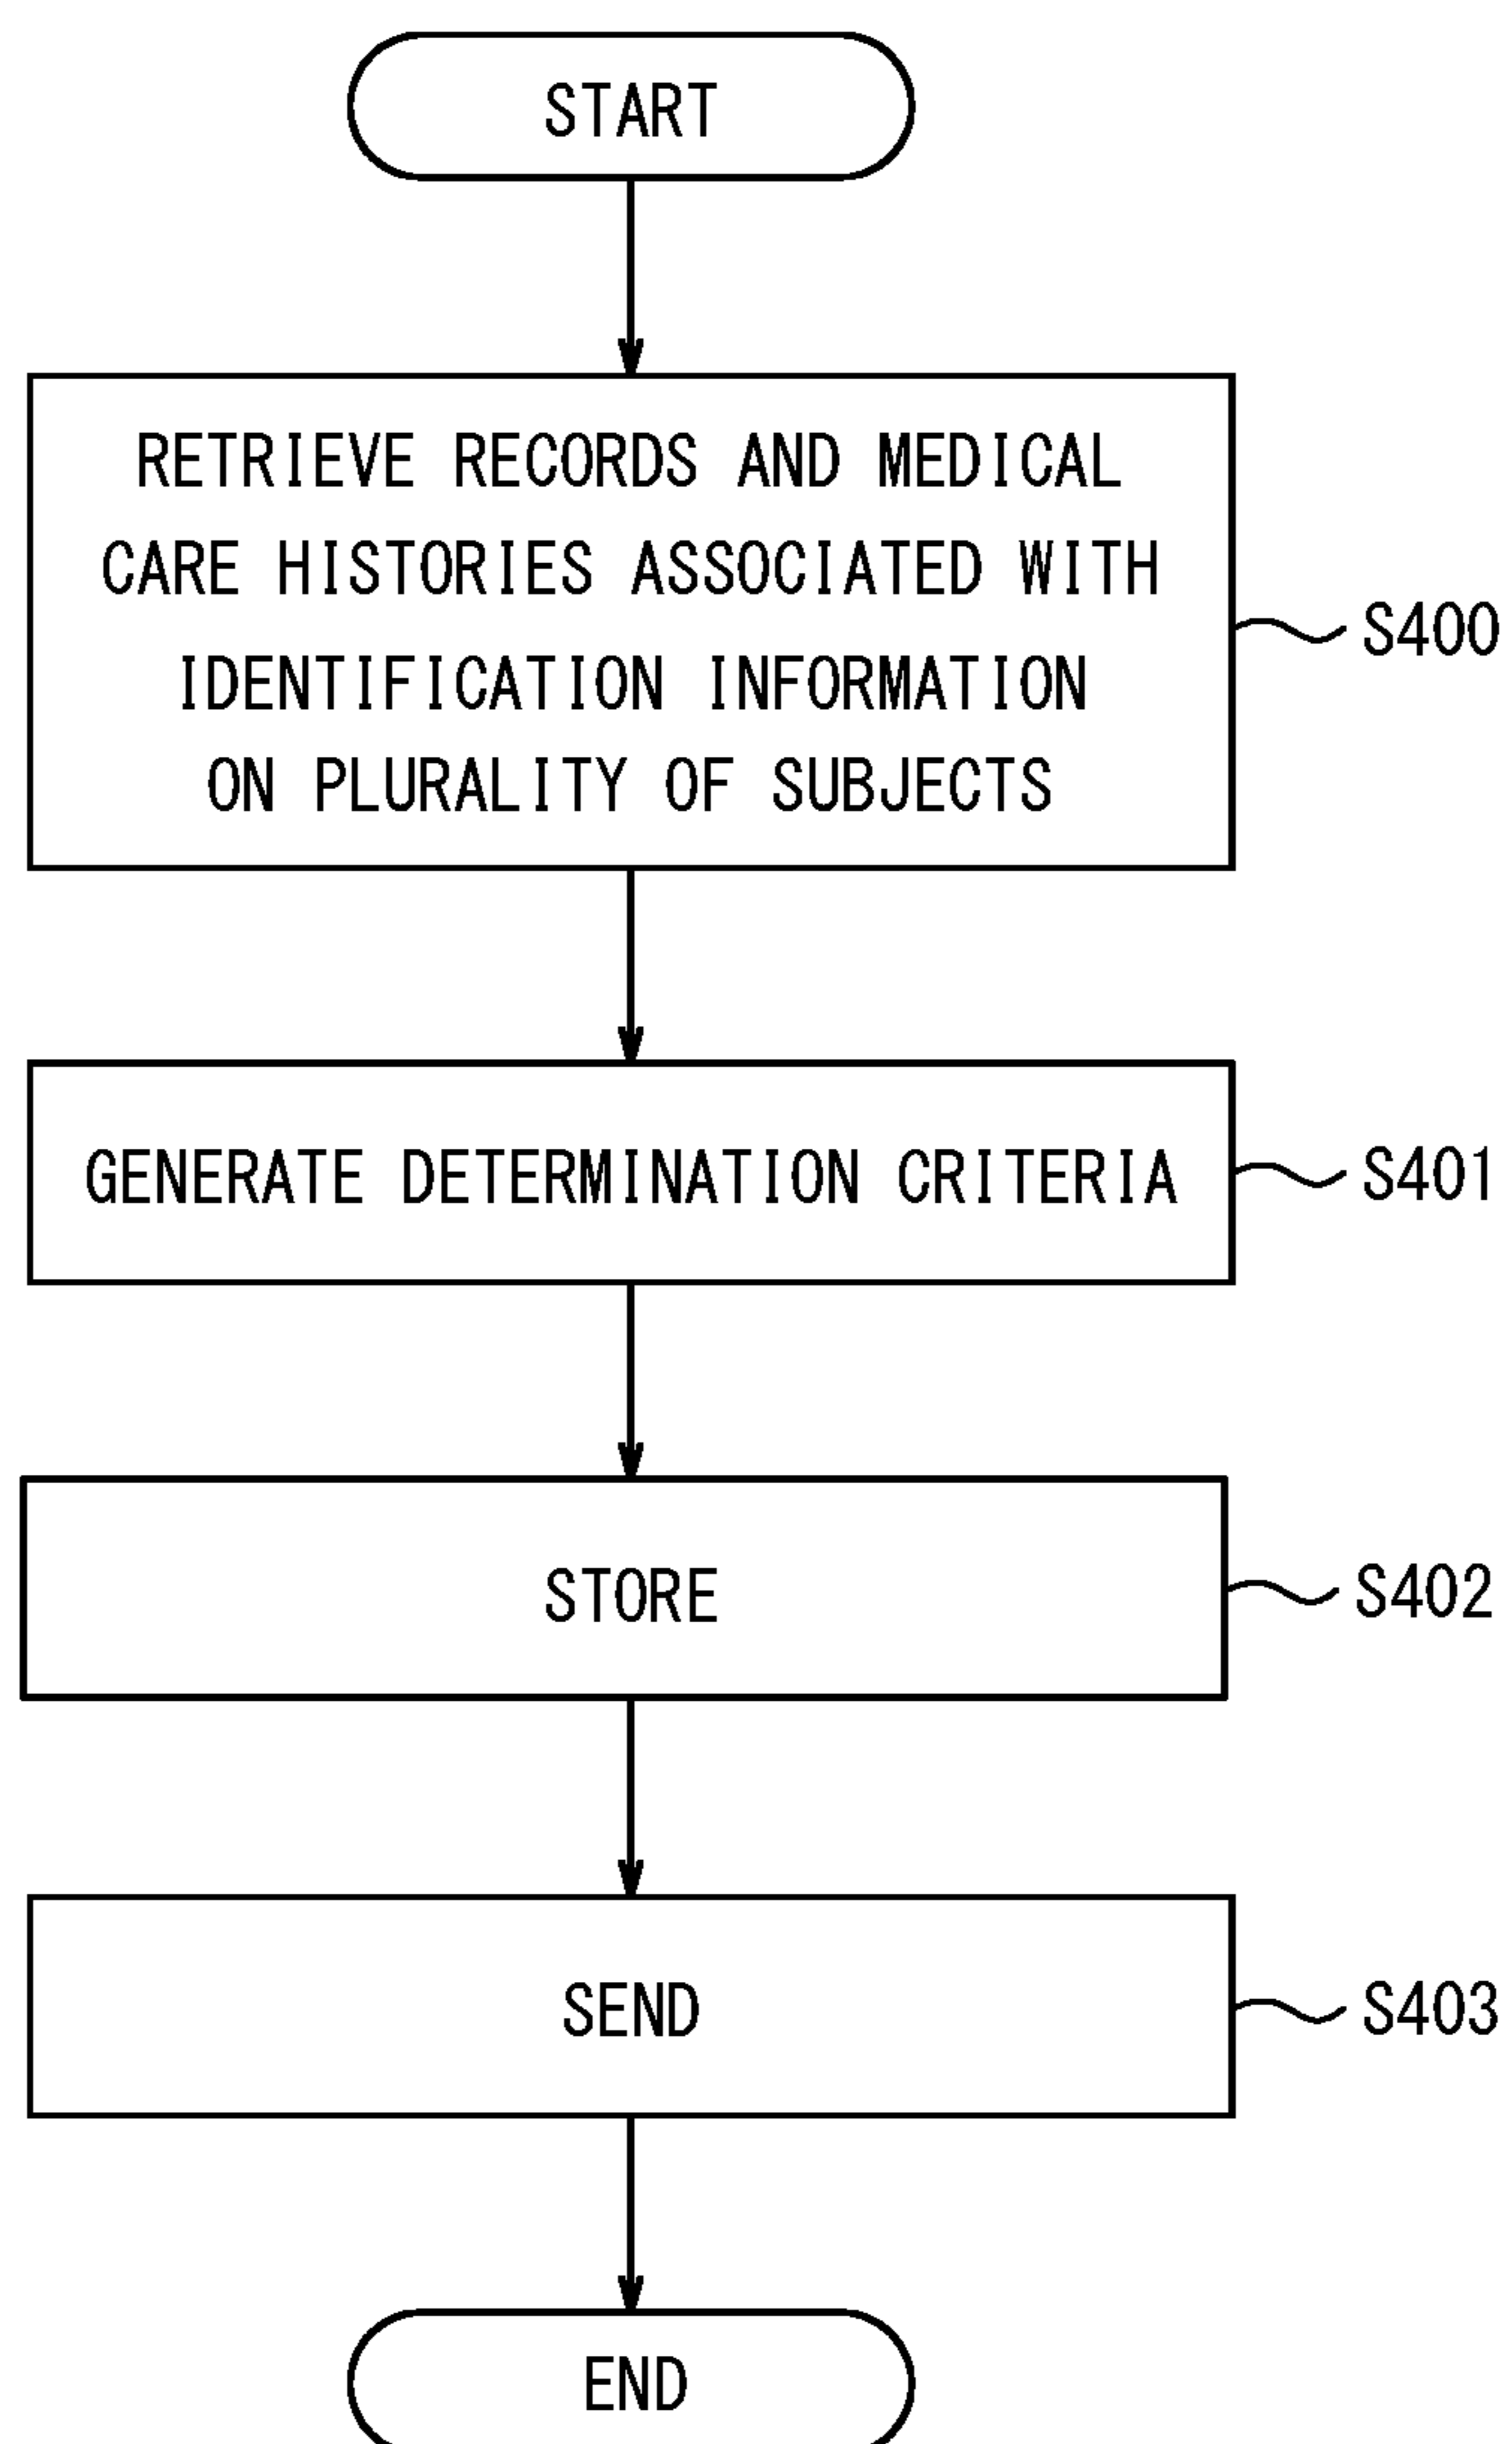 START
RETRIEVE RECORDS AND MEDICAL
CARE HISTORIES ASSOCIATED WITH
IDENTIFICATION INFORMATION
ON PLURALITY OF SUBJECTS
S400
GENERATE DETERMINATION CRITERIA
S401
STORE
S402
SEND
S403
END